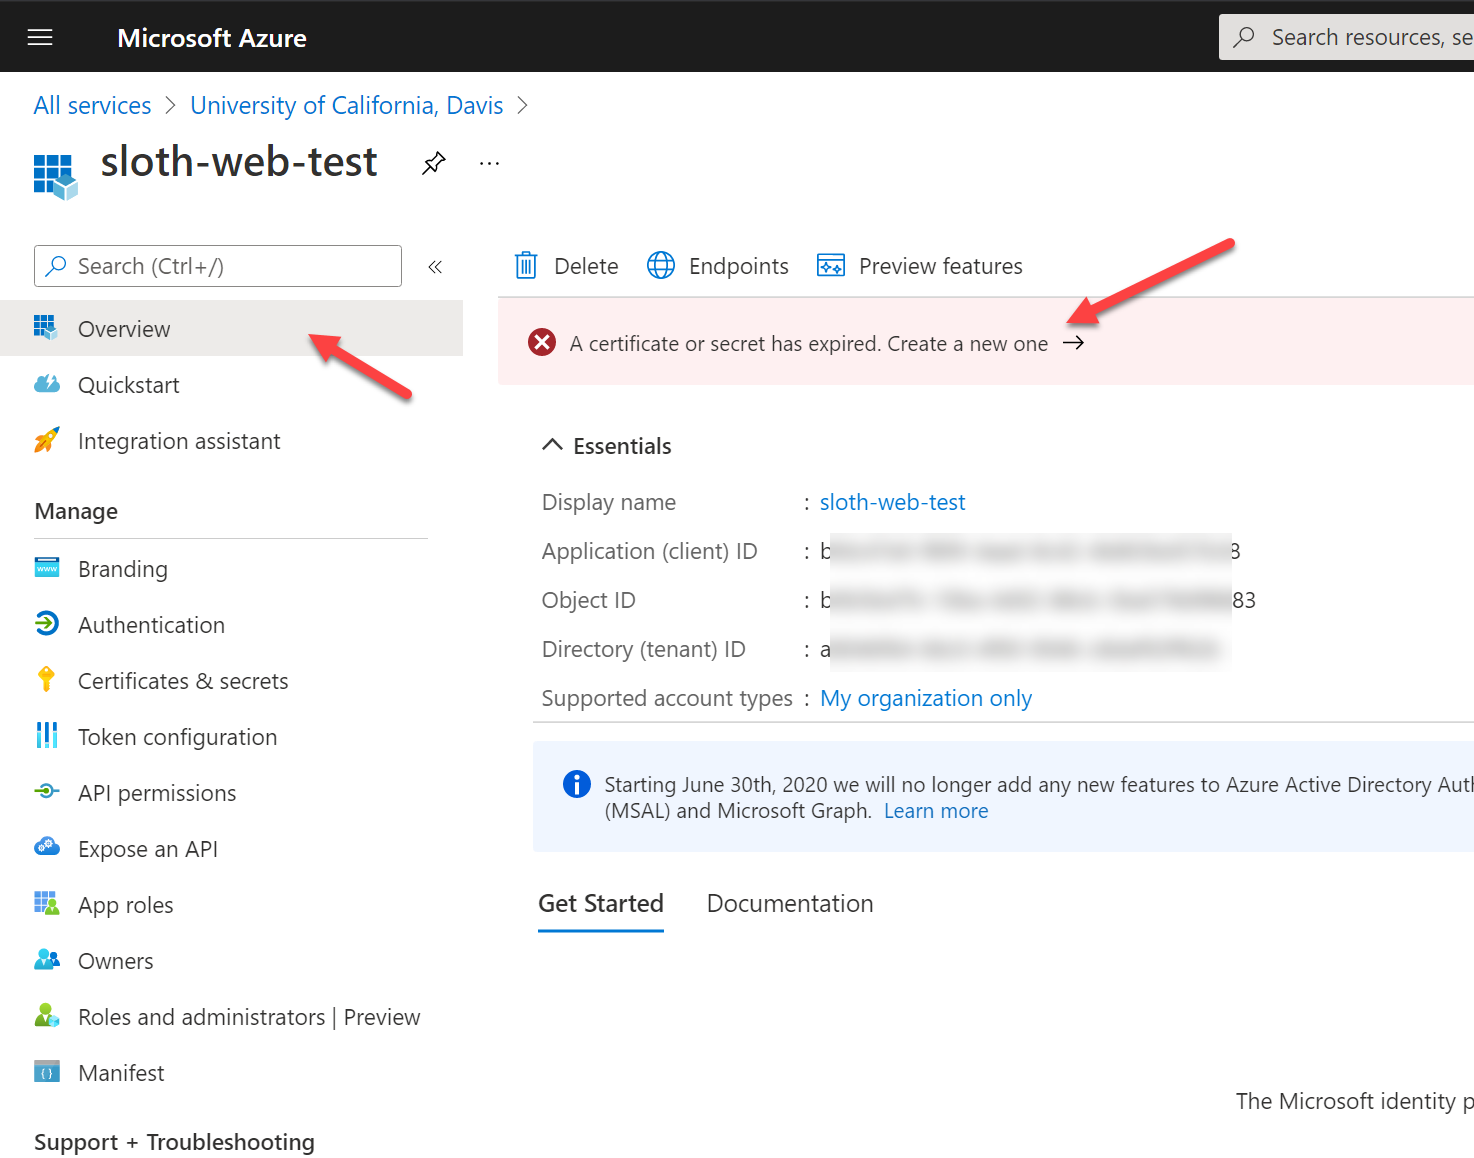 Microsoft Azure
Search resources, se
All services > University of California, Davis >
sloth-web-test
Search (Ctrl+/)
«
Delete
Endpoints
Preview features
Overview
A certificate or secret has expired. Create a new one →
Quickstart
Integration assistant
Essentials
Manage
Display name : sloth-web-test
Application (client) ID : b 8
Object ID : b 83
Directory (tenant) ID : a
Supported account types : My organization only
Branding
Authentication
Certificates & secrets
Token configuration
API permissions
Expose an API
App roles
Owners
Roles and administrators | Preview
Manifest
Support + Troubleshooting
Starting June 30th, 2020 we will no longer add any new features to Azure Active Directory Aut
(MSAL) and Microsoft Graph. Learn more
Get Started
Documentation
The Microsoft identity p